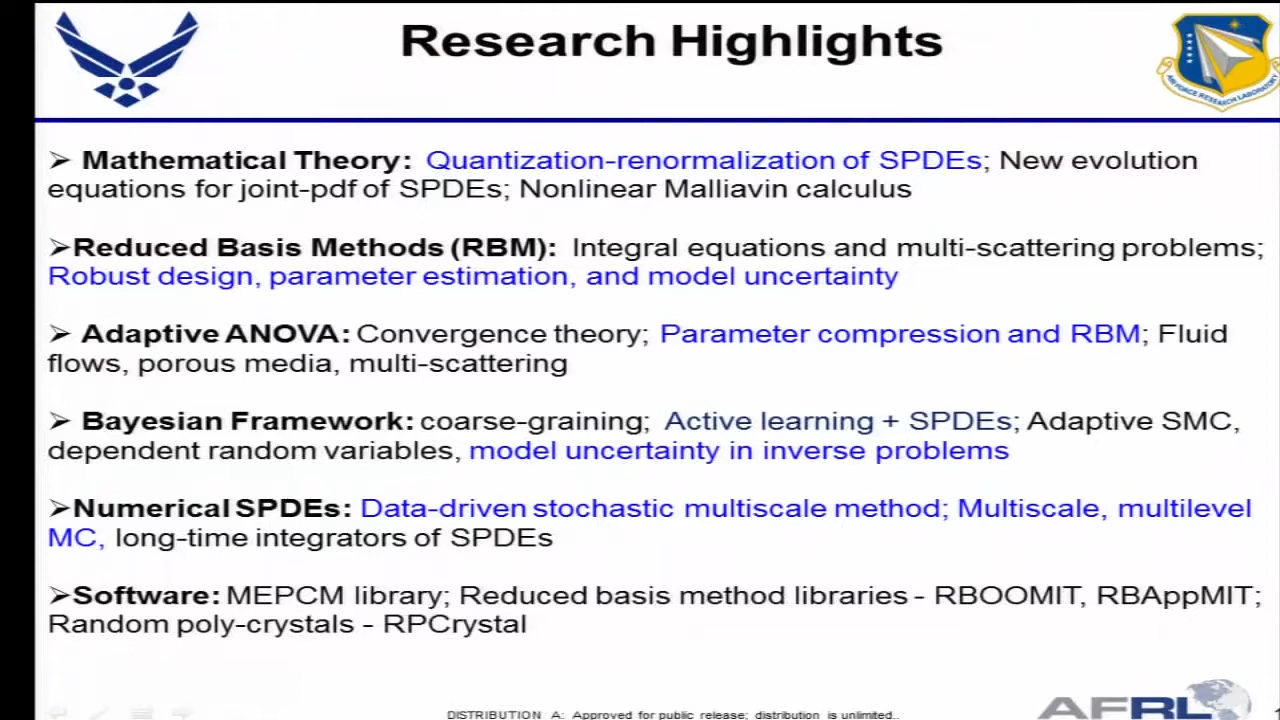 Research Highlights
AIR FORCE RESEARCH LABORATORY
➢ Mathematical Theory: Quantization-renormalization of SPDEs; New evolution
equations for joint-pdf of SPDEs; Nonlinear Malliavin calculus
➢Reduced Basis Methods (RBM): Integral equations and multi-scattering problems;
Robust design, parameter estimation, and model uncertainty
➢ Adaptive ANOVA: Convergence theory; Parameter compression and RBM; Fluid
flows, porous media, multi-scattering
➢ Bayesian Framework: coarse-graining; Active learning + SPDEs; Adaptive SMC,
dependent random variables, model uncertainty in inverse problems
➢Numerical SPDEs: Data-driven stochastic multiscale method; Multiscale, multilevel
MC, long-time integrators of SPDEs
➢Software: MEPCM library; Reduced basis method libraries - RBOOMIT, RBAppMIT;
Random poly-crystals - RPCrystal
DISTRIBUTION A: Approved for public release; distribution is unlimited..
AFRL